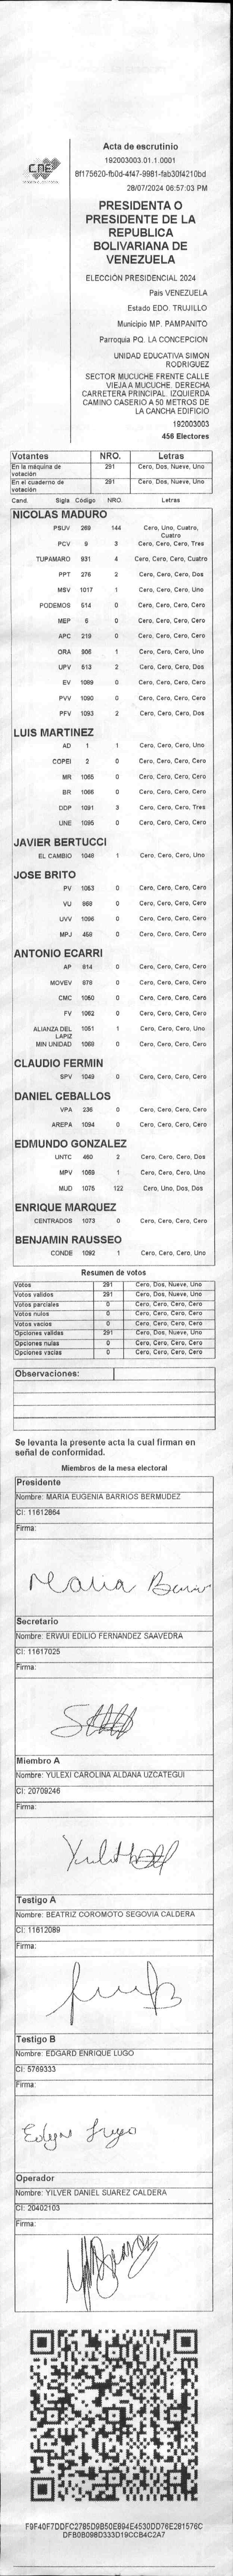 Acta de escrutinio
CNE
192003003.01.1.0001
8f175620-fb0d-4f47-9981-fab30f4210bd
28/07/2024 06:57:03 PM
PRESIDENTA O
PRESIDENTE DE LA
REPUBLICA
BOLIVARIANA DE
VENEZUELA
ELECCIÓN PRESIDENCIAL 2024
Pais VENEZUELA
Estado EDO. TRUJILLO
Municipio MP. PAMPANITO
Parroquia PQ. LA CONCEPCION
UNIDAD EDUCATIVA SIMON
RODRIGUEZ
SECTOR MUCUCHE FRENTE CALLE
VIEJA A MUCUCHE. DERECHA
CARRETERA PRINCIPAL. IZQUIERDA
CAMINO CASERIO A 50 METROS DE
LA CANCHA EDIFICIO
192003003
456 Electores
Votantes NRO. Letras
En la máquina de votación 291 Cero, Dos, Nueve, Uno
En el cuaderno de votación 291 Cero, Dos, Nueve, Uno
Cand. Sigla Código NRO. Letras
NICOLAS MADURO
PSUV 269 144 Cero, Uno, Cuatro, Cuatro
PCV 9 3 Cero, Cero, Cero, Tres
TUPAMARO 931 4 Cero, Cero, Cero, Cuatro
PPT 276 2 Cero, Cero, Cero, Dos
MSV 1017 1 Cero, Cero, Cero, Uno
PODEMOS 514 0 Cero, Cero, Cero, Cero
MEP 6 0 Cero, Cero, Cero, Cero
APC 219 0 Cero, Cero, Cero, Cero
ORA 906 1 Cero, Cero, Cero, Uno
UPV 513 2 Cero, Cero, Cero, Dos
EV 1089 0 Cero, Cero, Cero, Cero
PVV 1090 0 Cero, Cero, Cero, Cero
PFV 1093 2 Cero, Cero, Cero, Dos
LUIS MARTINEZ
AD 1 1 Cero, Cero, Cero, Uno
COPEI 2 0 Cero, Cero, Cero, Cero
MR 1065 0 Cero, Cero, Cero, Cero
BR 1066 0 Cero, Cero, Cero, Cero
DDP 1091 3 Cero, Cero, Cero, Tres
UNE 1095 0 Cero, Cero, Cero, Cero
JAVIER BERTUCCI
EL CAMBIO 1048 1 Cero, Cero, Cero, Uno
JOSE BRITO
PV 1053 0 Cero, Cero, Cero, Cero
VU 868 0 Cero, Cero, Cero, Cero
UVV 1096 0 Cero, Cero, Cero, Cero
MPJ 458 0 Cero, Cero, Cero, Cero
ANTONIO ECARRI
AP 814 0 Cero, Cero, Cero, Cero
MOVEV 878 0 Cero, Cero, Cero, Cero
CMC 1050 0 Cero, Cero, Cero, Cero
FV 1062 0 Cero, Cero, Cero, Cero
ALIANZA DEL LAPIZ 1051 1 Cero, Cero, Cero, Uno
MIN UNIDAD 1069 0 Cero, Cero, Cero, Cero
CLAUDIO FERMIN
SPV 1049 0 Cero, Cero, Cero, Cero
DANIEL CEBALLOS
VPA 236 0 Cero, Cero, Cero, Cero
AREPA 1094 0 Cero, Cero, Cero, Cero
EDMUNDO GONZALEZ
UNTC 460 2 Cero, Cero, Cero, Dos
MPV 1069 1 Cero, Cero, Cero, Uno
MUD 1075 122 Cero, Uno, Dos, Dos
ENRIQUE MARQUEZ
CENTRADOS 1073 0 Cero, Cero, Cero, Cero
BENJAMIN RAUSSEO
CONDE 1092 1 Cero, Cero, Cero, Uno
Resumen de votos
Votos 291 Cero, Dos, Nueve, Uno
Votos validos 291 Cero, Dos, Nueve, Uno
Votos parciales 0 Cero, Cero, Cero, Cero
Votos nulos 0 Cero, Cero, Cero, Cero
Votos vacios 0 Cero, Cero, Cero, Cero
Opciones validas 291 Cero, Dos, Nueve, Uno
Opciones nulas 0 Cero, Cero, Cero, Cero
Opciones vacias 0 Cero, Cero, Cero, Cero
Observaciones:
Se levanta la presente acta la cual firman en
señal de conformidad.
Miembros de la mesa electoral
Presidente
Nombre: MARIA EUGENIA BARRIOS BERMUDEZ
CI: 11612864
Firma:
Maria
Secretario
Nombre: ERWUI EDILIO FERNANDEZ SAAVEDRA
CI: 11617025
Firma:
Miembro A
Nombre: YULEXI CAROLINA ALDANA UZCATEGUI
CI: 20709246
Firma:
Testigo A
Nombre: BEATRIZ COROMOTO SEGOVIA CALDERA
CI: 11612089
Firma:
Testigo B
Nombre: EDGARD ENRIQUE LUGO
CI: 5769333
Firma:
Lugo
Operador
Nombre: YILVER DANIEL SUAREZ CALDERA
CI: 20402103
Firma:
F9F40F7DDFC2785D9B50E894E4530DD76E281576C
DFB0B098D333D19CCB4C2A7